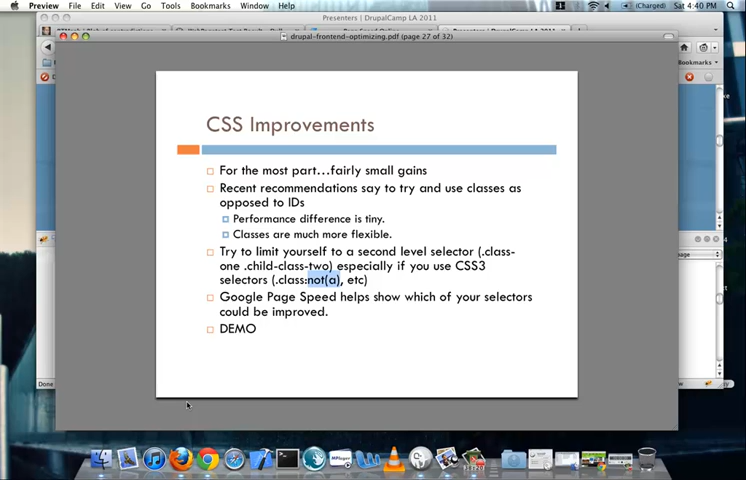 Preview File Edit View Go Tools Bookmarks Window Help
(Charged) Sat 4:40 PM
Presenters | DrupalCamp LA 2011
drupal-frontend-optimizing.pdf (page 27 of 32)
Bookmarks
CSS Improvements
For the most part…fairly small gains
Recent recommendations say to try and use classes as
opposed to IDs
Performance difference is tiny.
Classes are much more flexible.
Try to limit yourself to a second level selector (.class-
one .child-class-two) especially if you use CSS3
selectors (.class:not(a), etc)
Google Page Speed helps show which of your selectors
could be improved.
DEMO
Done